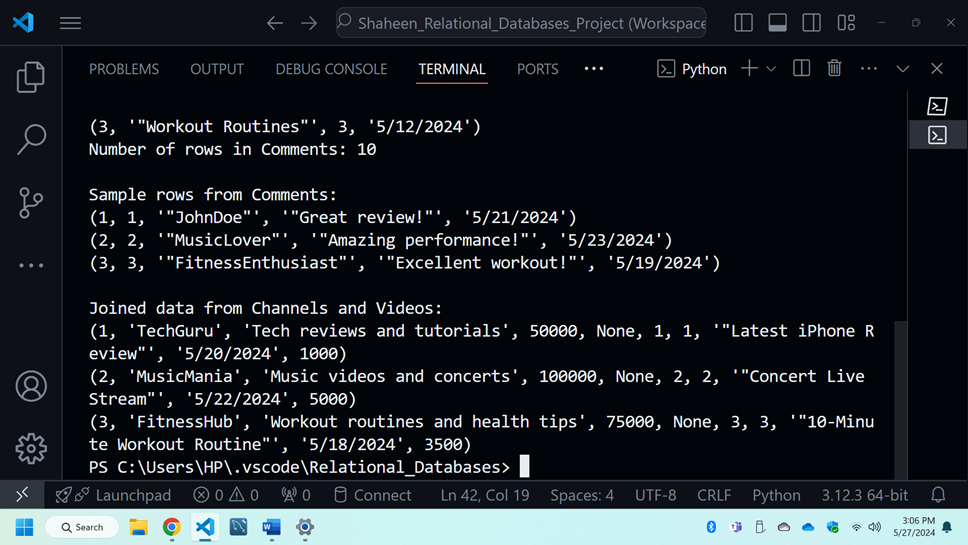 Shaheen_Relational_Databases_Project (Workspace
PROBLEMS OUTPUT DEBUG CONSOLE TERMINAL PORTS ··· Python
(3, '"Workout Routines"', 3, '5/12/2024')
Number of rows in Comments: 10
Sample rows from Comments:
(1, 1, '"JohnDoe"', '"Great review!"', '5/21/2024')
(2, 2, '"MusicLover"', '"Amazing performance!"', '5/23/2024')
(3, 3, '"FitnessEnthusiast"', '"Excellent workout!"', '5/19/2024')
Joined data from Channels and Videos:
(1, 'TechGuru', 'Tech reviews and tutorials', 50000, None, 1, 1, '"Latest iPhone R
eview"', '5/20/2024', 1000)
(2, 'MusicMania', 'Music videos and concerts', 100000, None, 2, 2, '"Concert Live
Stream"', '5/22/2024', 5000)
(3, 'FitnessHub', 'Workout routines and health tips', 75000, None, 3, 3, '"10-Minu
te Workout Routine"', '5/18/2024', 3500)
PS C:\Users\HP\.vscode\Relational_Databases>
Launchpad 0 0 0 Connect Ln 42, Col 19 Spaces: 4 UTF-8 CRLF Python 3.12.3 64-bit
Search
3:06 PM
5/27/2024